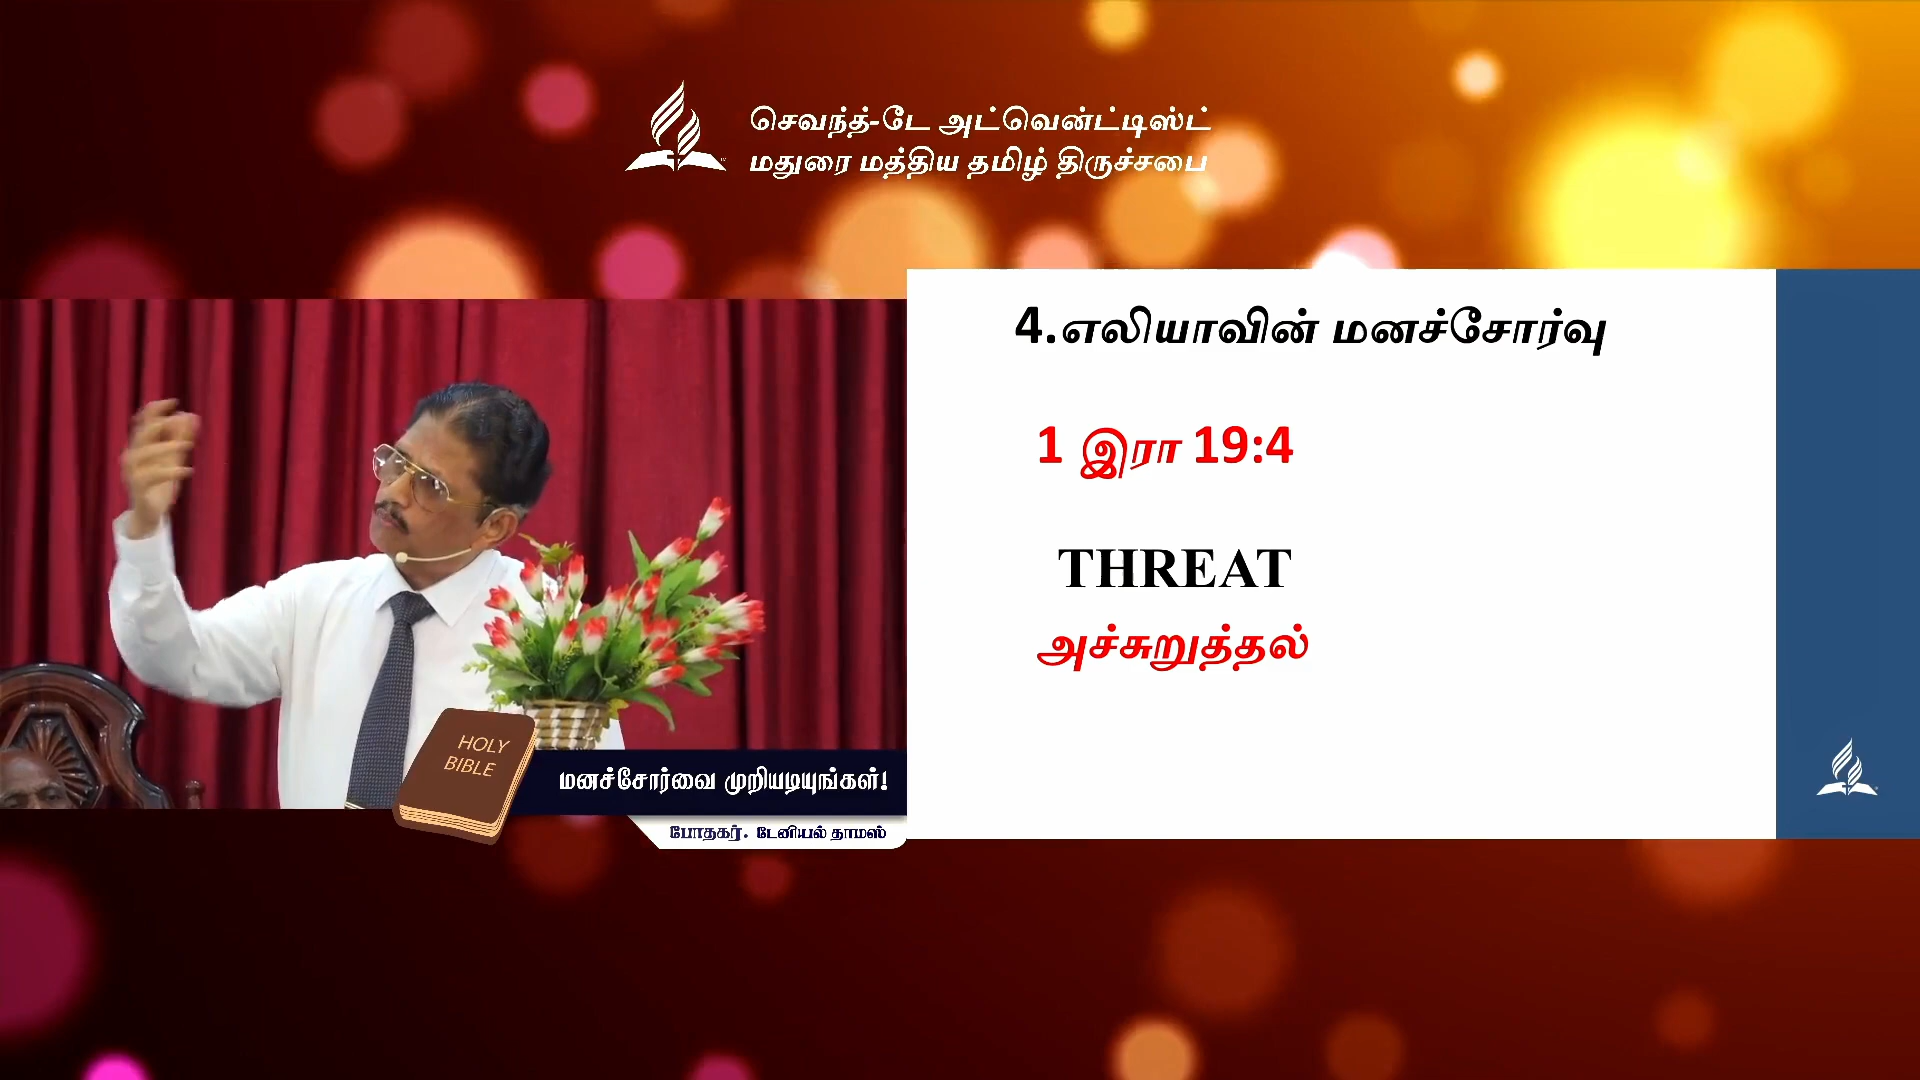 செவந்த்-டே அட்வென்ட்டிஸ்ட்
மதுரை மத்திய தமிழ் திருச்சபை
4.எலியாவின் மனச்சோர்வு
1 இரா 19:4
THREAT
அச்சுறுத்தல்
HOLY
BIBLE
மனச்சோர்வை முறியடியுங்கள்!
போதகர். டேனியல் தாமஸ்